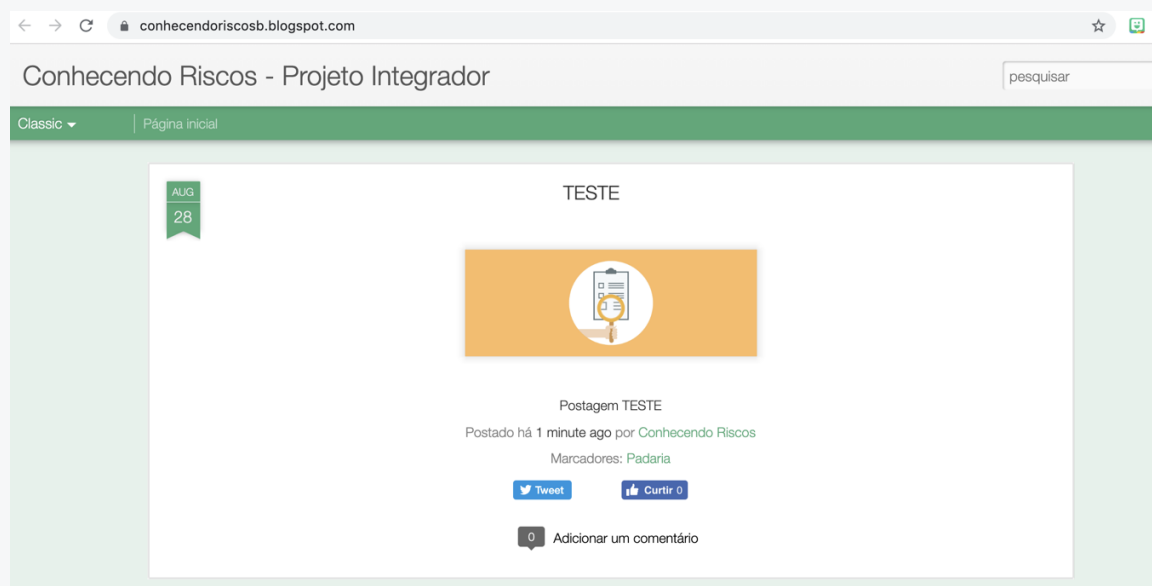 conhecendoriscosb.blogspot.com
Conhecendo Riscos - Projeto Integrador
pesquisar
Classic
Página inicial
AUG
28
TESTE
Postagem TESTE
Postado há 1 minute ago por Conhecendo Riscos
Marcadores: Padaria
Tweet
Curtir 0
0 Adicionar um comentário